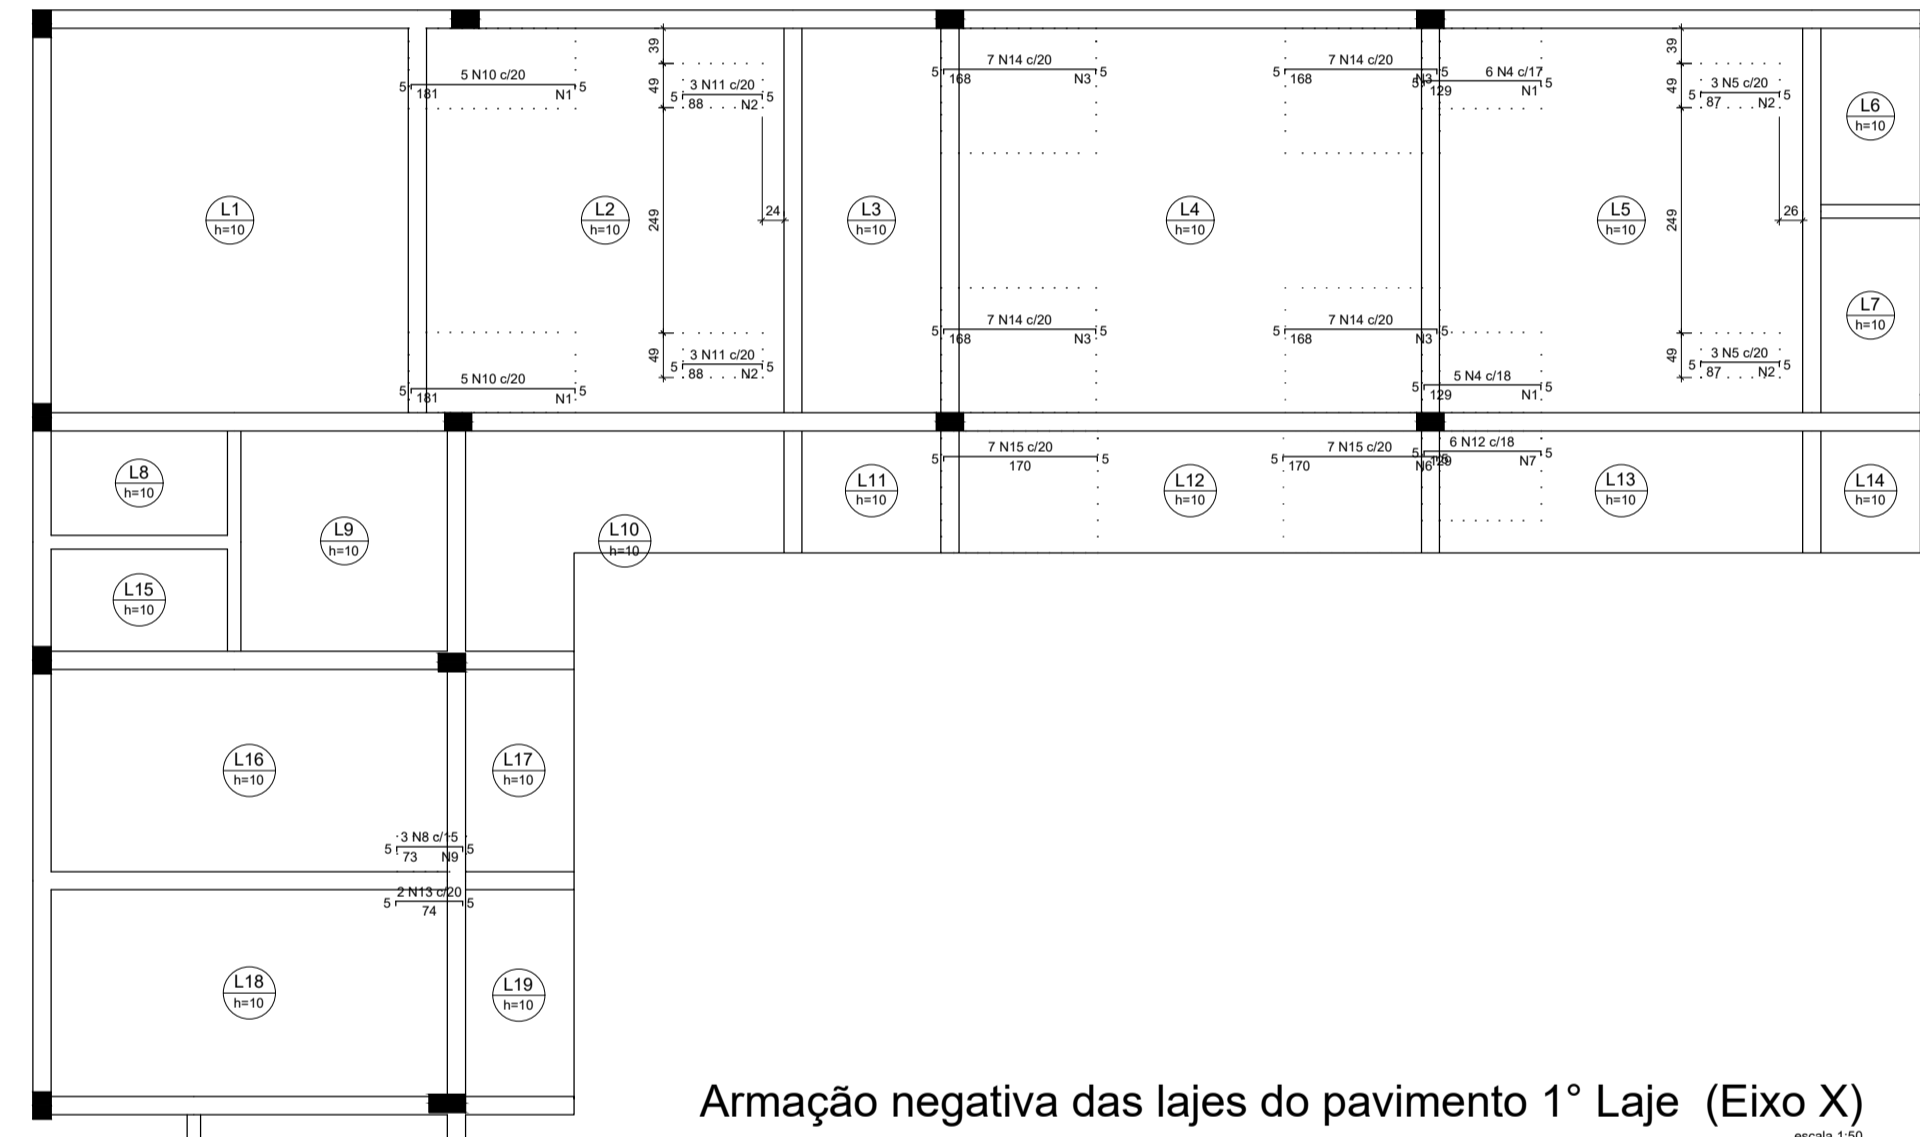 5 N10 c/20
5
181
N1
5
39
49
3 N11 c/20
5
88
N2
5
7 N14 c/20
5
168
N3
5
7 N14 c/20
5
168
N3
5
6 N4 c/17
5
129
N1
5
39
49
3 N5 c/20
5
87
N2
5
L6
h=10
L1
h=10
L2
h=10
249
24
L3
h=10
L4
h=10
L5
h=10
249
26
L7
h=10
49
3 N11 c/20
5
88
N2
5
5 N10 c/20
5
181
N1
5
7 N14 c/20
5
168
N3
5
7 N14 c/20
5
168
N3
5
5 N4 c/18
5
129
N1
5
49
3 N5 c/20
5
87
N2
5
L8
h=10
L9
h=10
L10
h=10
L11
h=10
7 N15 c/20
5
170
5
L12
h=10
7 N15 c/20
5
170
N6
5
6 N12 c/18
5
129
N7
5
L13
h=10
L14
h=10
L15
h=10
L16
h=10
L17
h=10
3 N8 c/15
5
73
N9
5
2 N13 c/20
5
74
5
L18
h=10
L19
h=10
Armação negativa das lajes do pavimento 1° Laje (Eixo X)
escala 1:50